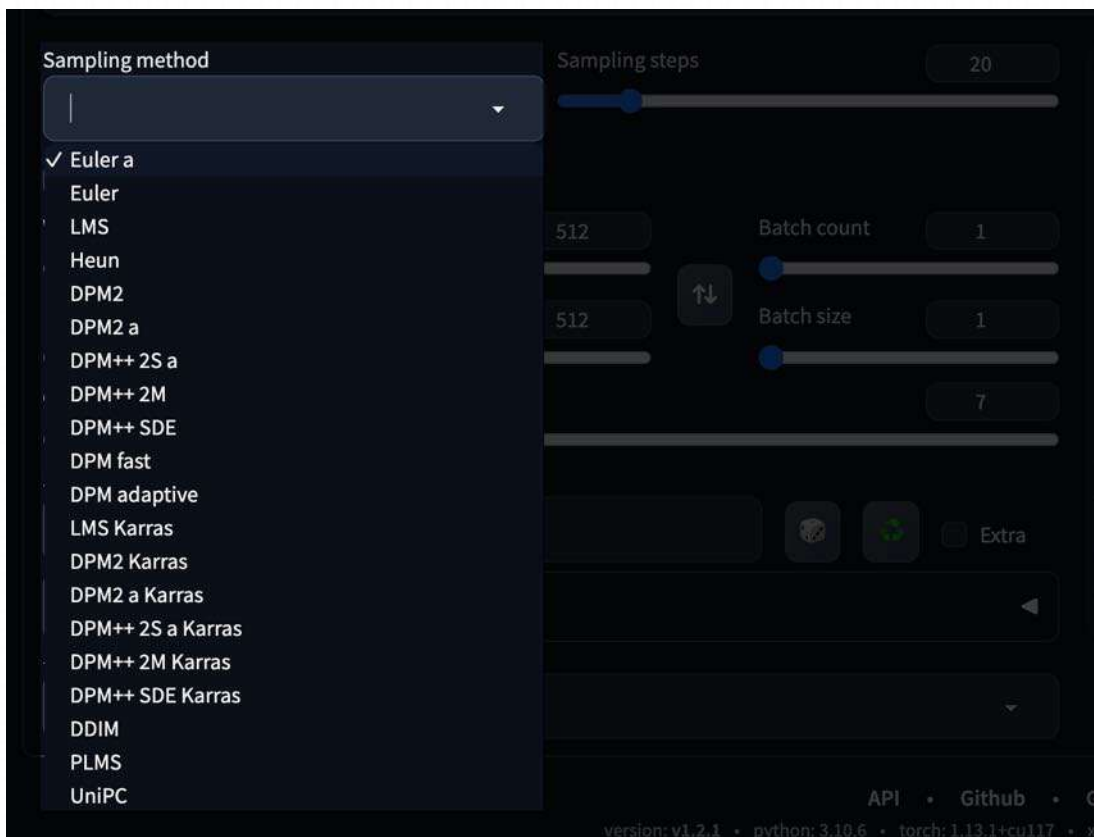 Sampling method
Sampling steps
20
✓ Euler a
Euler
LMS
Heun
DPM2
DPM2 a
DPM++ 2S a
DPM++ 2M
DPM++ SDE
DPM fast
DPM adaptive
LMS Karras
DPM2 Karras
DPM2 a Karras
DPM++ 2S a Karras
DPM++ 2M Karras
DPM++ SDE Karras
DDIM
PLMS
UniPC
512
Batch count
1
512
Batch size
1
7
Extra
API • Github •
version: v1.2.1 • python: 3.10.6 • torch: 1.13.1+cu117 •